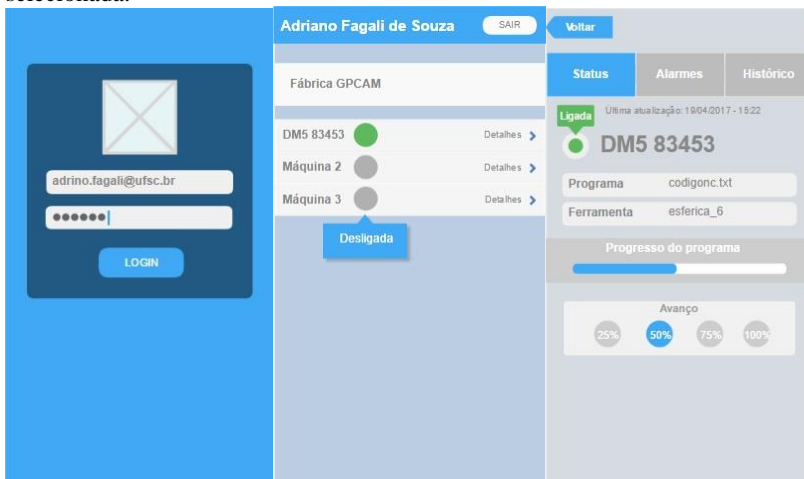 selecionada.
adrino.fagali@ufsc.br
LOGIN
Adriano Fagali de Souza
SAIR
Fábrica GPCAM
DM5 83453
Detalhes
Máquina 2
Detalhes
Máquina 3
Detalhes
Desligada
Voltar
Status
Alarmes
Histórico
Ligada
Última atualização: 19/04/2017 - 15:22
DM5 83453
Programa
codigonc.txt
Ferramenta
esferica_6
Progresso do programa
Avanço
25%
50%
75%
100%